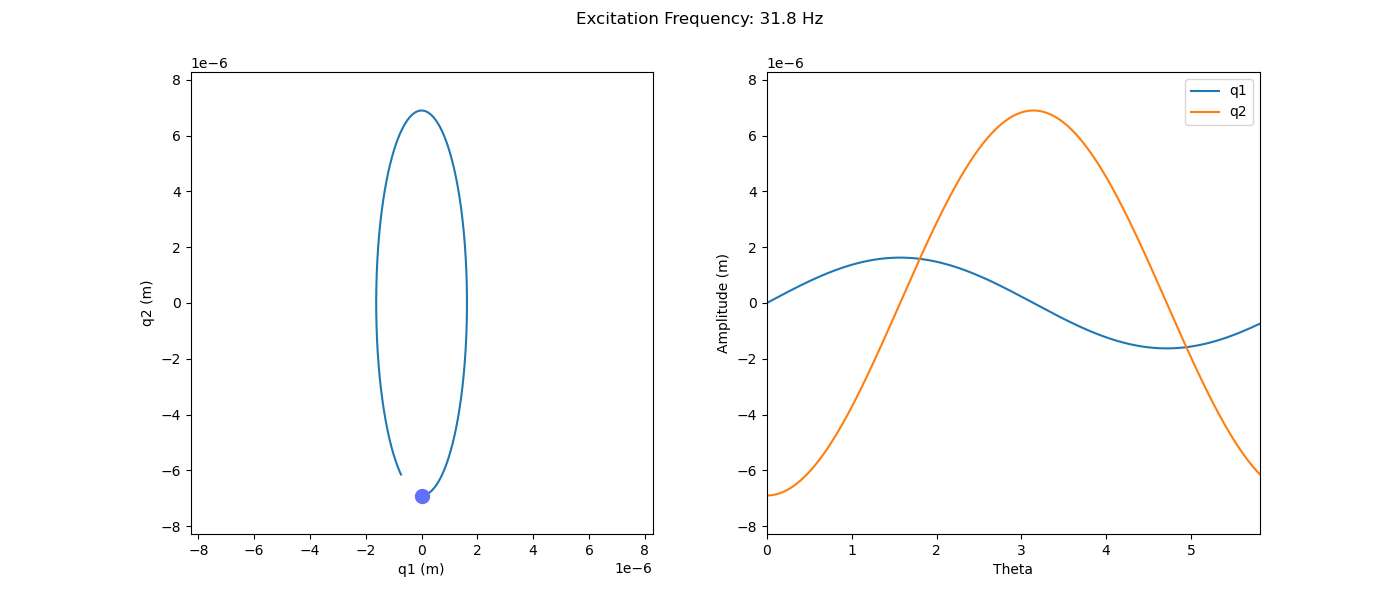 Excitation Frequency: 31.8 Hz
1e−6
8
6
4
2
0
−2
−4
−6
−8
q2 (m)
−8 −6 −4 −2 0 2 4 6 8
q1 (m)
1e−6
1e−6
q1
q2
8
6
4
2
0
−2
−4
−6
−8
Amplitude (m)
0 1 2 3 4 5
Theta